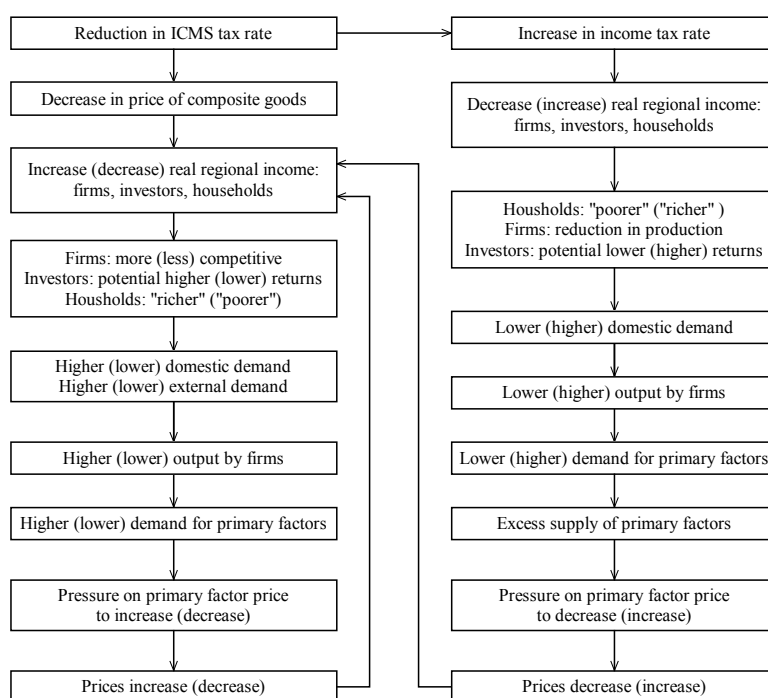 Reduction in ICMS tax rate
Decrease in price of composite goods
Increase (decrease) real regional income:
firms, investors, households
Firms: more (less) competitive
Investors: potential higher (lower) returns
Housholds: "richer" ("poorer")
Higher (lower) domestic demand
Higher (lower) external demand
Higher (lower) output by firms
Higher (lower) demand for primary factors
Pressure on primary factor price
to increase (decrease)
Prices increase (decrease)
Increase in income tax rate
Decrease (increase) real regional income:
firms, investors, households
Housholds: "poorer" ("richer" )
Firms: reduction in production
Investors: potential lower (higher) returns
Lower (higher) domestic demand
Lower (higher) output by firms
Lower (higher) demand for primary factors
Excess supply of primary factors
Pressure on primary factor price
to decrease (increase)
Prices decrease (increase)